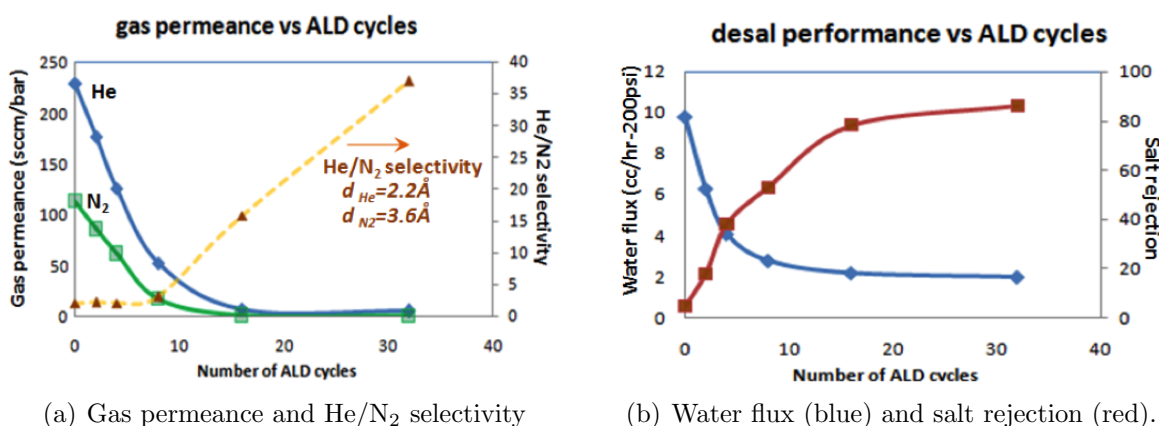 gas permeance vs ALD cycles
250
200
150
100
50
0
Gas permeance (sccm/bar)
He
N₂
He/N₂ selectivity
d He=2.2Å
d N2=3.6Å
40
35
30
25
20
15
10
5
0
He/N2 selectivity
0 10 20 30 40
Number of ALD cycles
(a) Gas permeance and He/N₂ selectivity
desal performance vs ALD cycles
12
10
8
6
4
2
0
Water flux (cc/hr-200psi)
100
80
60
40
20
0
Salt rejection
0 10 20 30 40
Number of ALD cycles
(b) Water flux (blue) and salt rejection (red).